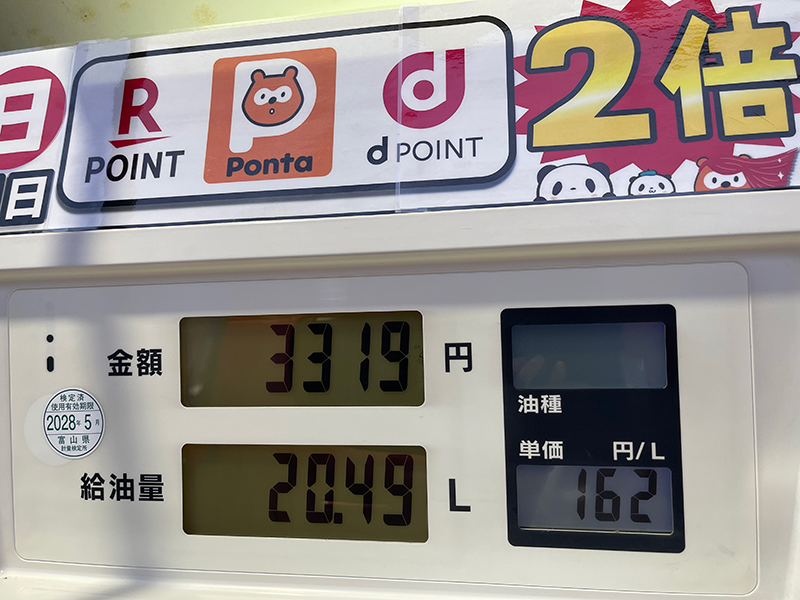 日
R
POINT
Ponta
d
d POINT
2倍
日
金額
3319
円
検定済
使用有効期限
2028年5月
富山県
計量検定所
油種
単価 円/L
162
給油量
20.49
L